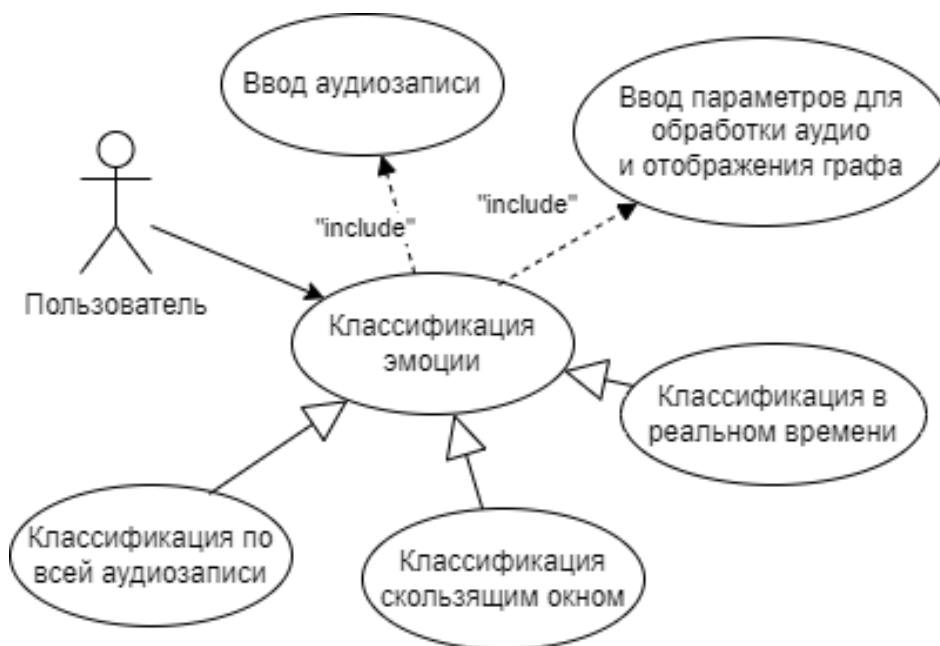 Ввод аудиозаписи
Ввод параметров для
обработки аудио
и отображения графа
"include"
"include"
Пользователь
Классификация
эмоции
Классификация в
реальном времени
Классификация по
всей аудиозаписи
Классификация
скользящим окном